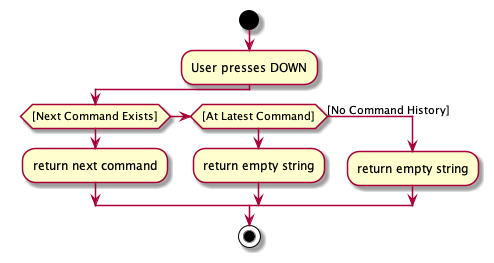 User presses DOWN
[Next Command Exists]
[At Latest Command]
[No Command History]
return next command
return empty string
return empty string